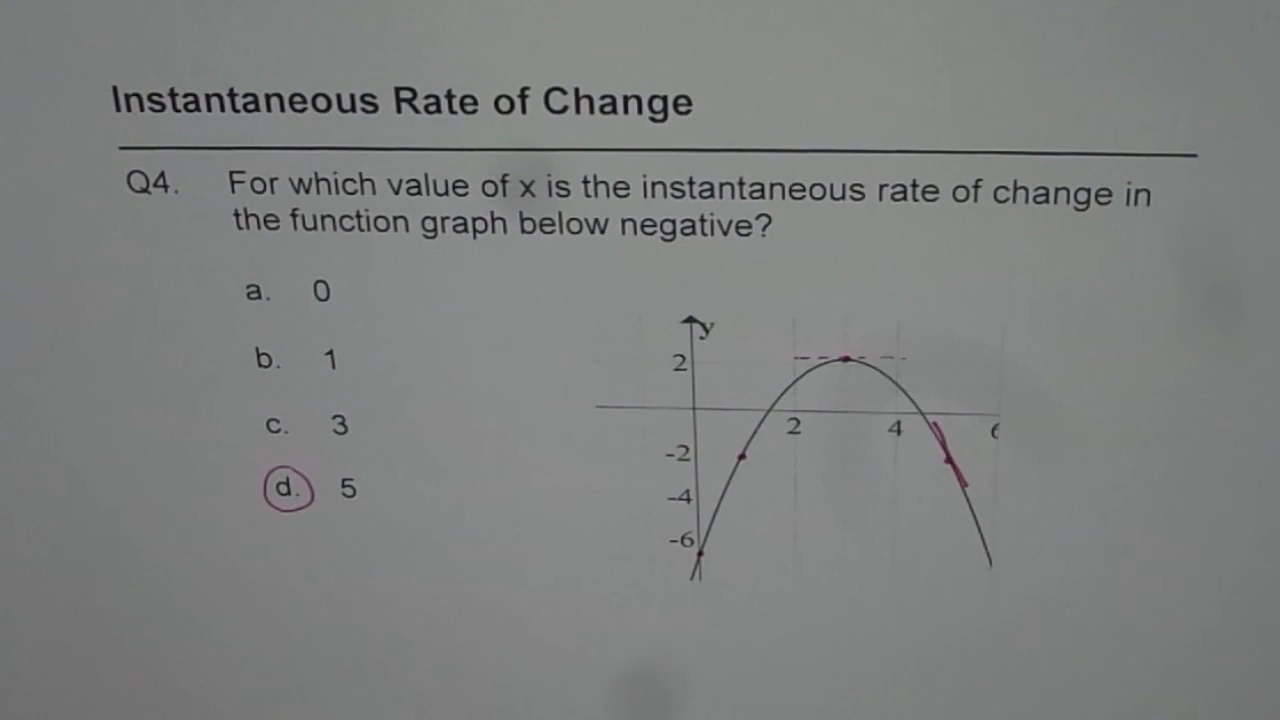 Instantaneous Rate of Change
Q4. For which value of x is the instantaneous rate of change in
the function graph below negative?
a. 0
b. 1
c. 3
d. 5
y
2
2
4
-2
-4
-6